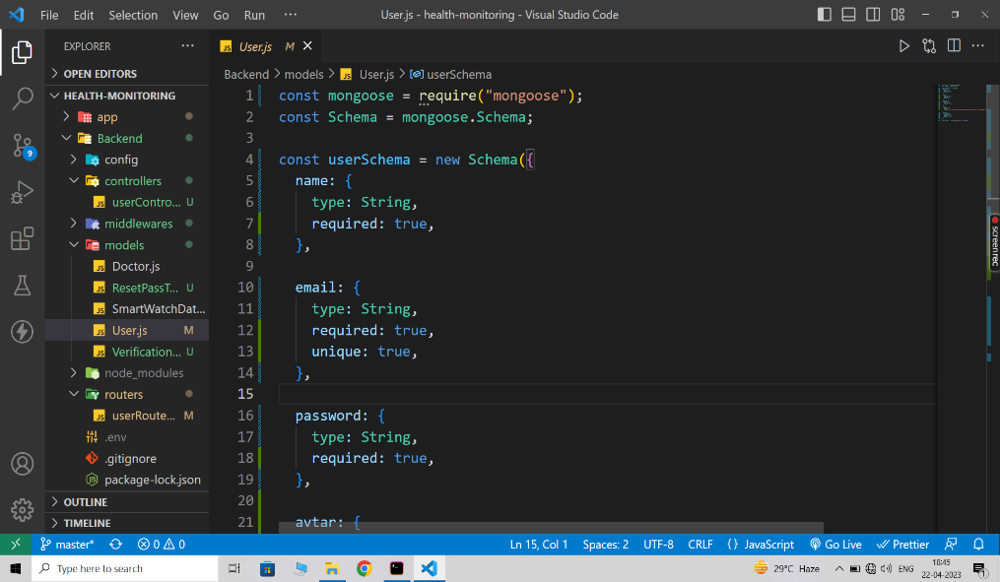 File Edit Selection View Go Run ··· User.js - health-monitoring - Visual Studio Code
EXPLORER ···
User.js M
OPEN EDITORS
HEALTH-MONITORING
app
Backend
config
controllers
userContro... U
middlewares
models
Doctor.js
ResetPassT... U
SmartWatchDat...
User.js M
Verification... U
node_modules
routers
userRoute... M
.env
.gitignore
package-lock.json
OUTLINE
TIMELINE
9
Backend > models > User.js > userSchema
1 const mongoose = require("mongoose");
2 const Schema = mongoose.Schema;
3
4 const userSchema = new Schema({
5 name: {
6 type: String,
7 required: true,
8 },
9
10 email: {
11 type: String,
12 required: true,
13 unique: true,
14 },
15
16 password: {
17 type: String,
18 required: true,
19 },
20
21 avtar: {
screenrec
master* 0 0 Ln 15, Col 1 Spaces: 2 UTF-8 CRLF {} JavaScript Go Live Prettier
Type here to search
29°C Haze ENG
18:45
22-04-2023
1